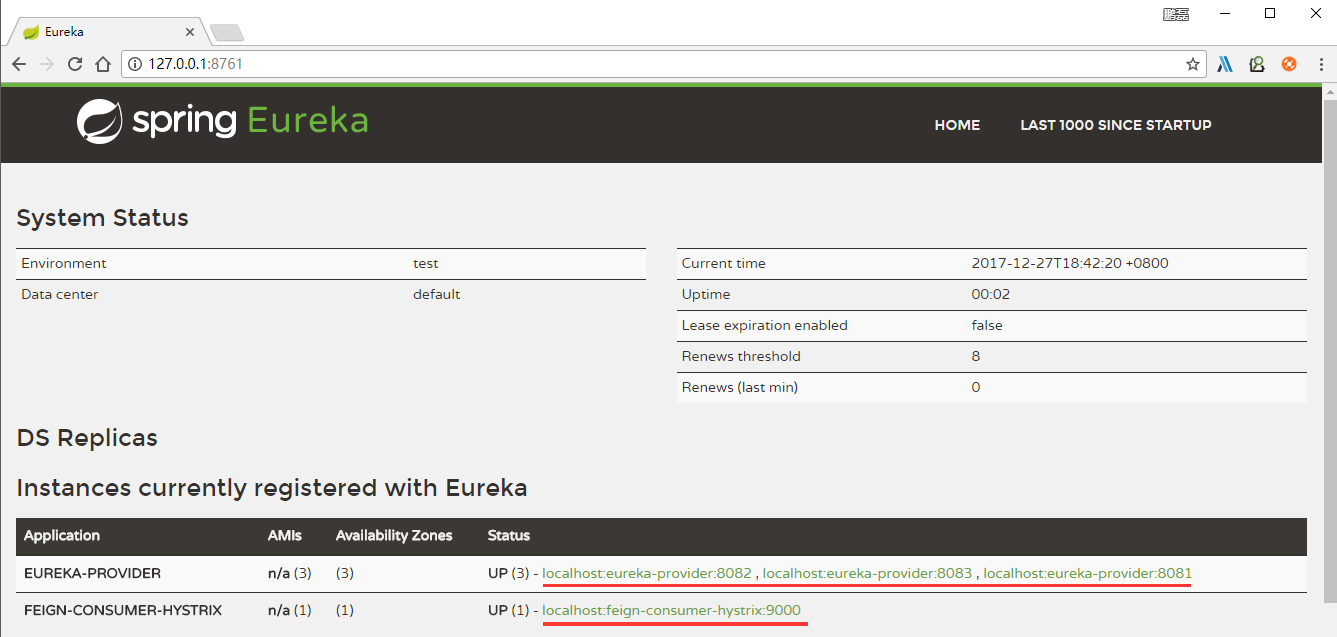 鹏磊
Eureka
127.0.0.1:8761
spring Eureka
HOME LAST 1000 SINCE STARTUP
System Status
Environment test
Data center default
Current time 2017-12-27T18:42:20 +0800
Uptime 00:02
Lease expiration enabled false
Renews threshold 8
Renews (last min) 0
DS Replicas
Instances currently registered with Eureka
Application AMIs Availability Zones Status
EUREKA-PROVIDER n/a (3) (3) UP (3) - localhost:eureka-provider:8082 , localhost:eureka-provider:8083 , localhost:eureka-provider:8081
FEIGN-CONSUMER-HYSTRIX n/a (1) (1) UP (1) - localhost:feign-consumer-hystrix:9000